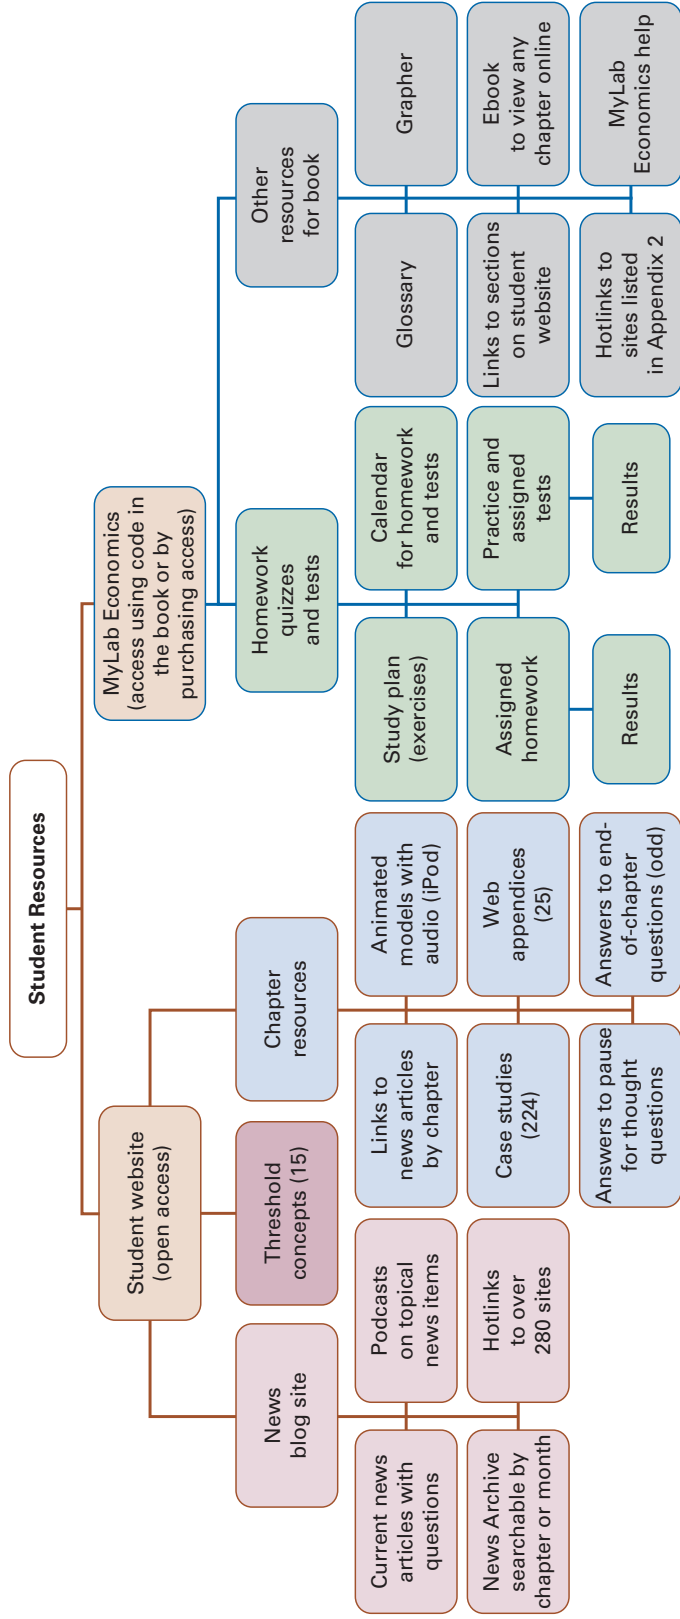 Student Resources
Student website
(open access)
MyLab Economics
(access using code in
the book or by
purchasing access)
News
blog site
Threshold
concepts (15)
Chapter
resources
Homework
quizzes
and tests
Other
resources
for book
Current news
articles with
questions
Podcasts
on topical
news items
News Archive
searchable by
chapter or month
Hotlinks
to over
280 sites
Links to
news articles
by chapter
Animated
models with
audio (iPod)
Case studies
(224)
Web
appendices
(25)
Answers to pause
for thought
questions
Answers to end-
of-chapter
questions (odd)
Study plan
(exercises)
Calendar
for homework
and tests
Assigned
homework
Practice and
assigned
tests
Results
Results
Glossary
Grapher
Links to sections
on student
website
Ebook
to view any
chapter online
Hotlinks to
sites listed
in Appendix 2
MyLab
Economics help